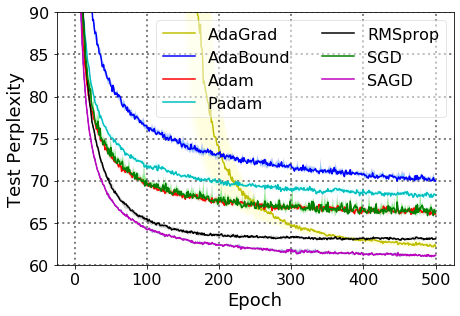 90
85
80
75
70
65
60
Test Perplexity
AdaGrad
AdaBound
Adam
Padam
RMSprop
SGD
SAGD
0 100 200 300 400 500
Epoch